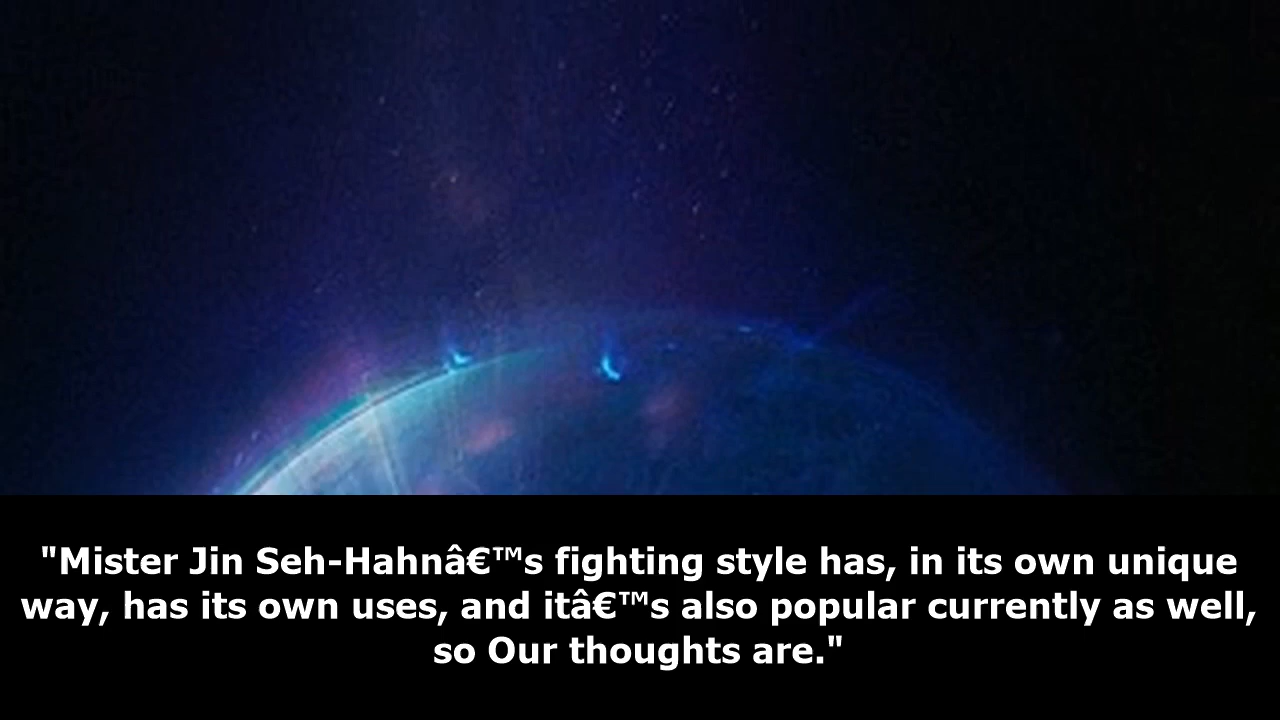 "Mister Jin Seh-Hahnâ€™s fighting style has, in its own unique
way, has its own uses, and itâ€™s also popular currently as well,
so Our thoughts are."